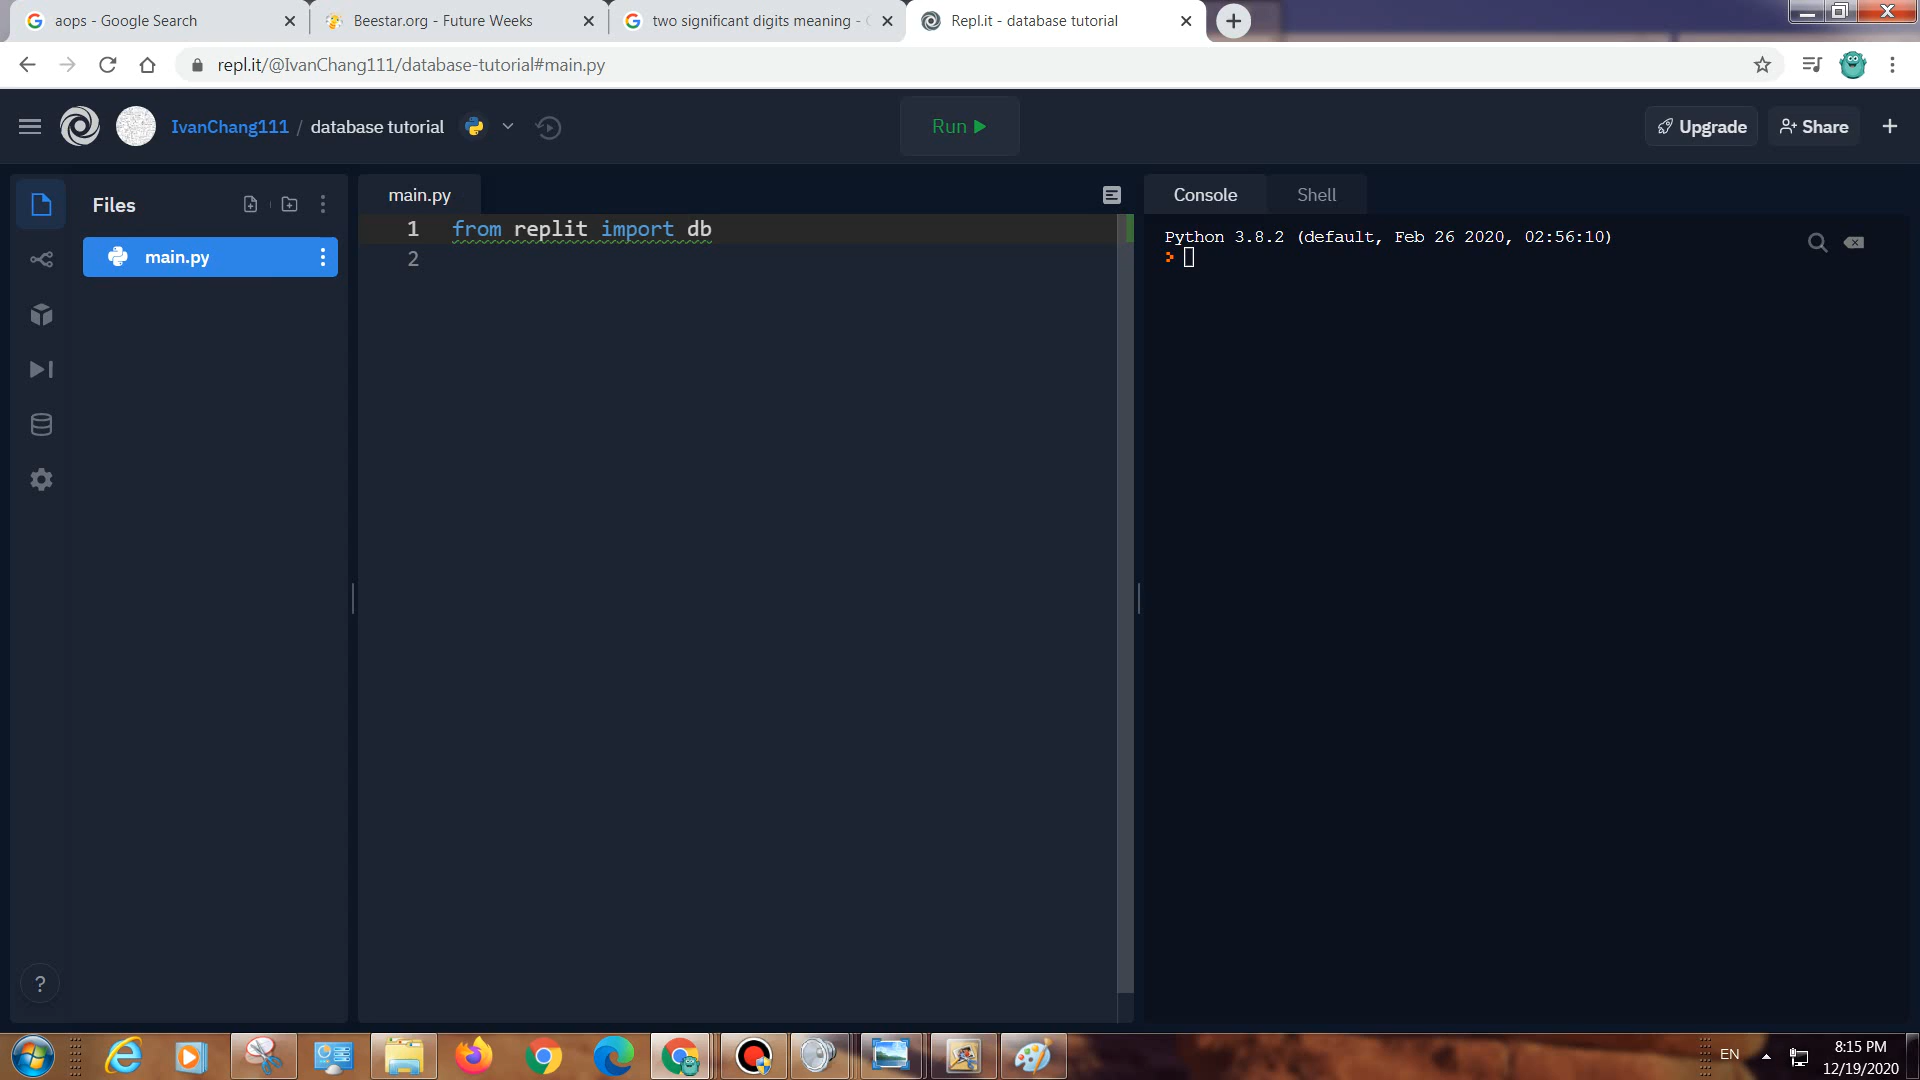 aops - Google Search
Beestar.org - Future Weeks
two significant digits meaning -
Repl.it - database tutorial
repl.it/@IvanChang111/database-tutorial#main.py
IvanChang111 / database tutorial
Run
Upgrade
Share
Files
main.py
main.py
1 from replit import db
2
Console
Shell
Python 3.8.2 (default, Feb 26 2020, 02:56:10)
?
EN
8:15 PM
12/19/2020